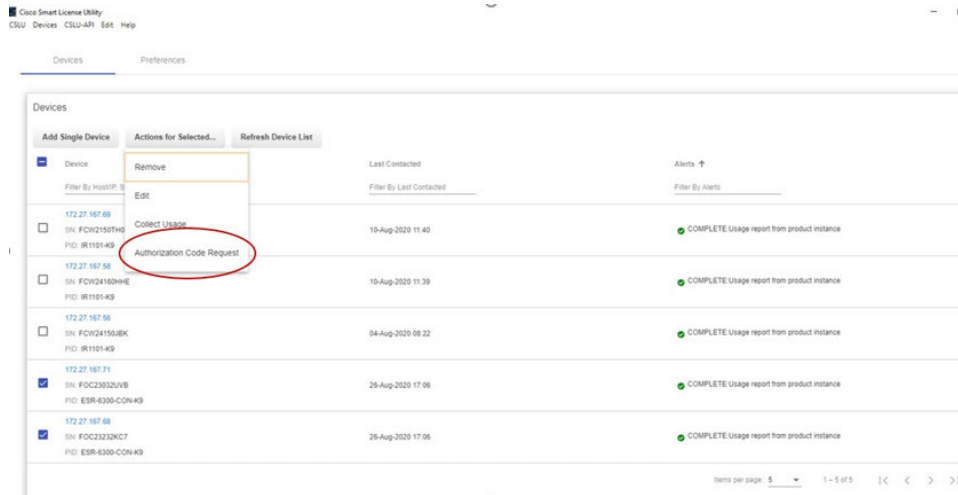 Cisco Smart License Utility
CSLU Devices CSLU-API Edit Help
Devices Preferences
Devices
Add Single Device Actions for Selected... Refresh Device List
Device Last Contacted Alerts ↑
Filter By Host/IP, S Filter By Last Contacted Filter By Alerts
Remove
Edit
Collect Usage
Authorization Code Request
172.27.167.69
SN: FCW2150TH0 10-Aug-2020 11:40 COMPLETE:Usage report from product instance
PID: IR1101-K9
172.27.167.58
SN: FCW24160HHE 10-Aug-2020 11:39 COMPLETE:Usage report from product instance
PID: IR1101-K9
172.27.167.56
SN: FCW24150JBK 04-Aug-2020 08:22 COMPLETE:Usage report from product instance
PID: IR1101-K9
172.27.167.71
SN: FOC23032UVB 26-Aug-2020 17:06 COMPLETE:Usage report from product instance
PID: ESR-6300-CON-K9
172.27.167.68
SN: FOC23232KC7 26-Aug-2020 17:06 COMPLETE:Usage report from product instance
PID: ESR-6300-CON-K9
Items per page: 5 1 – 5 of 5